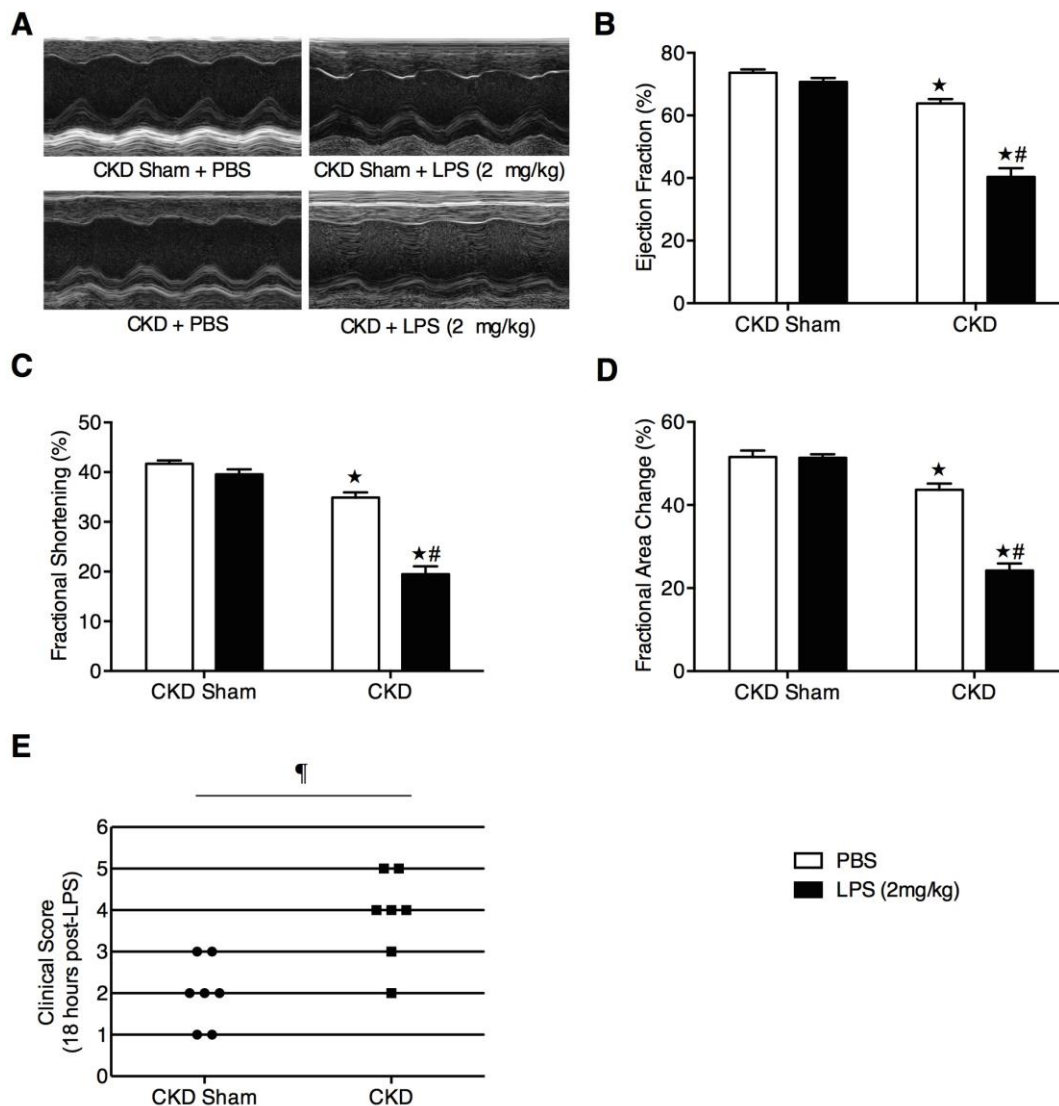 A
CKD Sham + PBS
CKD Sham + LPS (2 mg/kg)
CKD + PBS
CKD + LPS (2 mg/kg)
B
Ejection Fraction (%)
80
60
40
20
0
★
★#
CKD Sham
CKD
C
Fractional Shortening (%)
50
40
30
20
10
0
★
★#
CKD Sham
CKD
D
Fractional Area Change (%)
60
40
20
0
★
★#
CKD Sham
CKD
E
¶
Clinical Score
(18 hours post-LPS)
6
5
4
3
2
1
0
CKD Sham
CKD
PBS
LPS (2mg/kg)